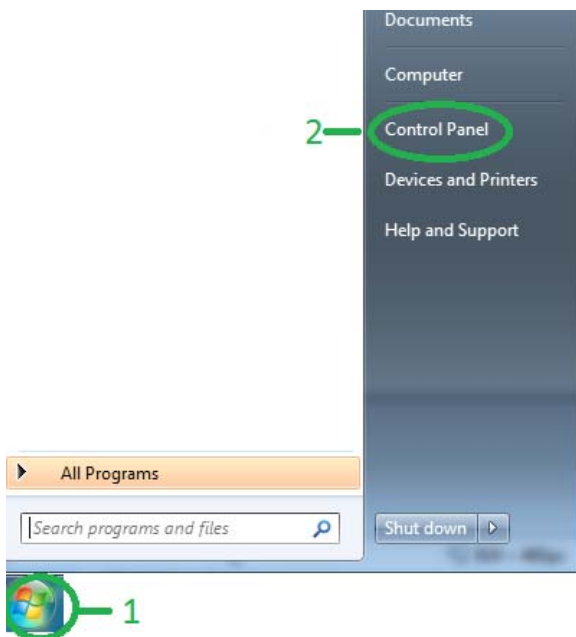 Documents
Computer
2
Control Panel
Devices and Printers
Help and Support
All Programs
Search programs and files
Shut down
1